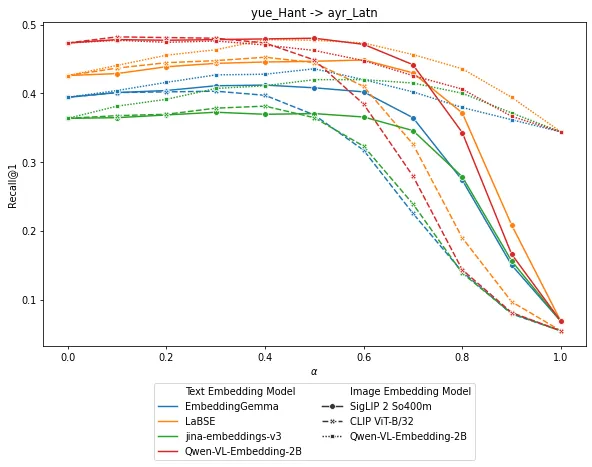 yue_Hant -> ayr_Latn
0.5
0.4
0.3
0.2
0.1
Recall@1
0.0 0.2 0.4 0.6 0.8 1.0
α
Text Embedding Model Image Embedding Model
EmbeddingGemma SigLIP 2 So400m
LaBSE CLIP ViT-B/32
jina-embeddings-v3 Qwen-VL-Embedding-2B
Qwen-VL-Embedding-2B